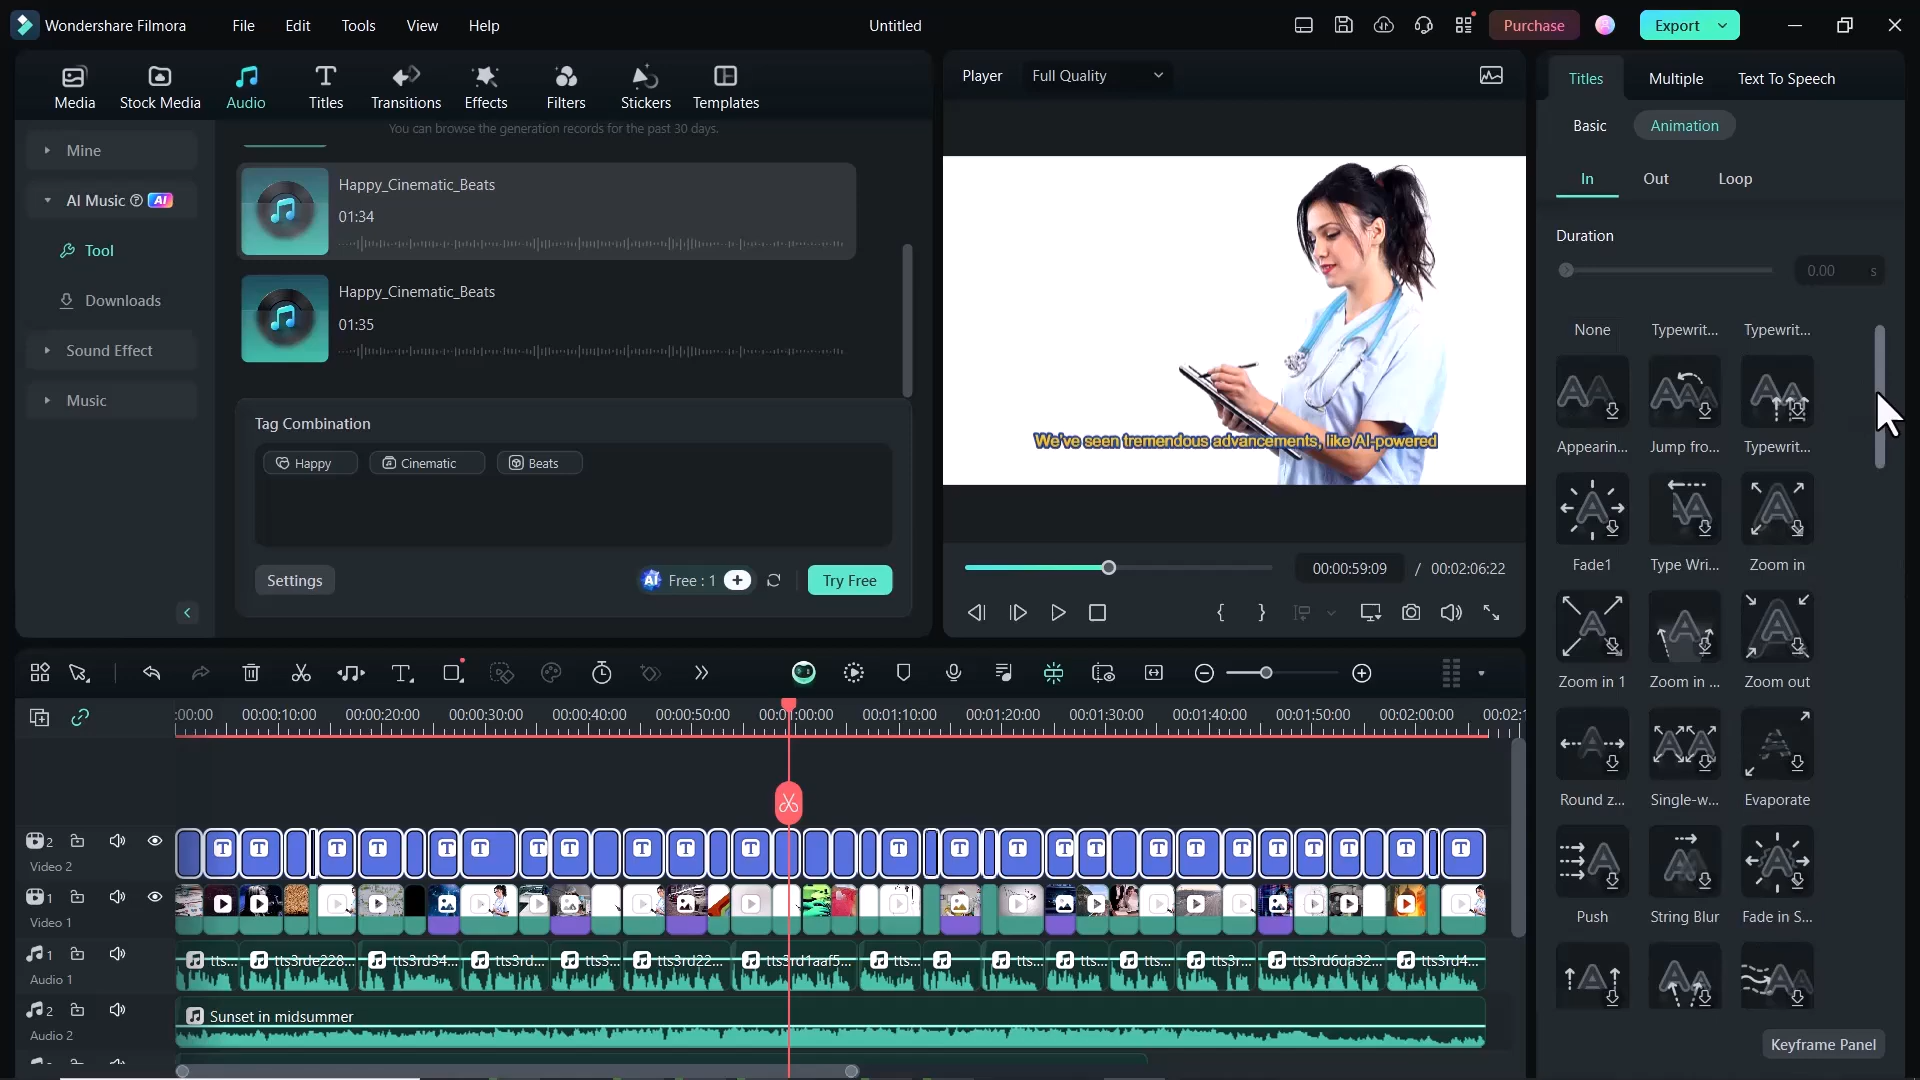 Wondershare Filmora
File
Edit
Tools
View
Help
Untitled
Purchase
Export
Media
Stock Media
Audio
Titles
Transitions
Effects
Filters
Stickers
Templates
Mine
AI Music
AI
Tool
Downloads
Sound Effect
Music
You can browse the generation records for the past 30 days.
Happy_Cinematic_Beats
01:34
Happy_Cinematic_Beats
01:35
Tag Combination
Happy
Cinematic
Beats
Settings
AI Free : 1
Try Free
Player
Full Quality
We've seen tremendous advancements, like AI-powered
00:00:59:09 / 00:02:06:22
Titles
Multiple
Text To Speech
Basic
Animation
In
Out
Loop
Duration
0.00 s
None
Typewrit...
Typewrit...
Appearin...
Jump fro...
Typewrit...
Fade1
Type Wri...
Zoom in
Zoom in 1
Zoom in ...
Zoom out
Round z...
Single-w...
Evaporate
Push
String Blur
Fade in S...
Keyframe Panel
:00:00
00:00:10:00
00:00:20:00
00:00:30:00
00:00:40:00
00:00:50:00
00:01:00:00
00:01:10:00
00:01:20:00
00:01:30:00
00:01:40:00
00:01:50:00
00:02:00:00
00:02:1
2
Video 2
1
Video 1
1
Audio 1
tts...
tts3rde228...
tts3rd34...
tts3rd...
tts3...
tts3rd22...
tts3rd1aaf5...
tts...
tts...
tts...
tts...
tts3r...
tts3rd6da32...
tts3rd4...
2
Audio 2
Sunset in midsummer